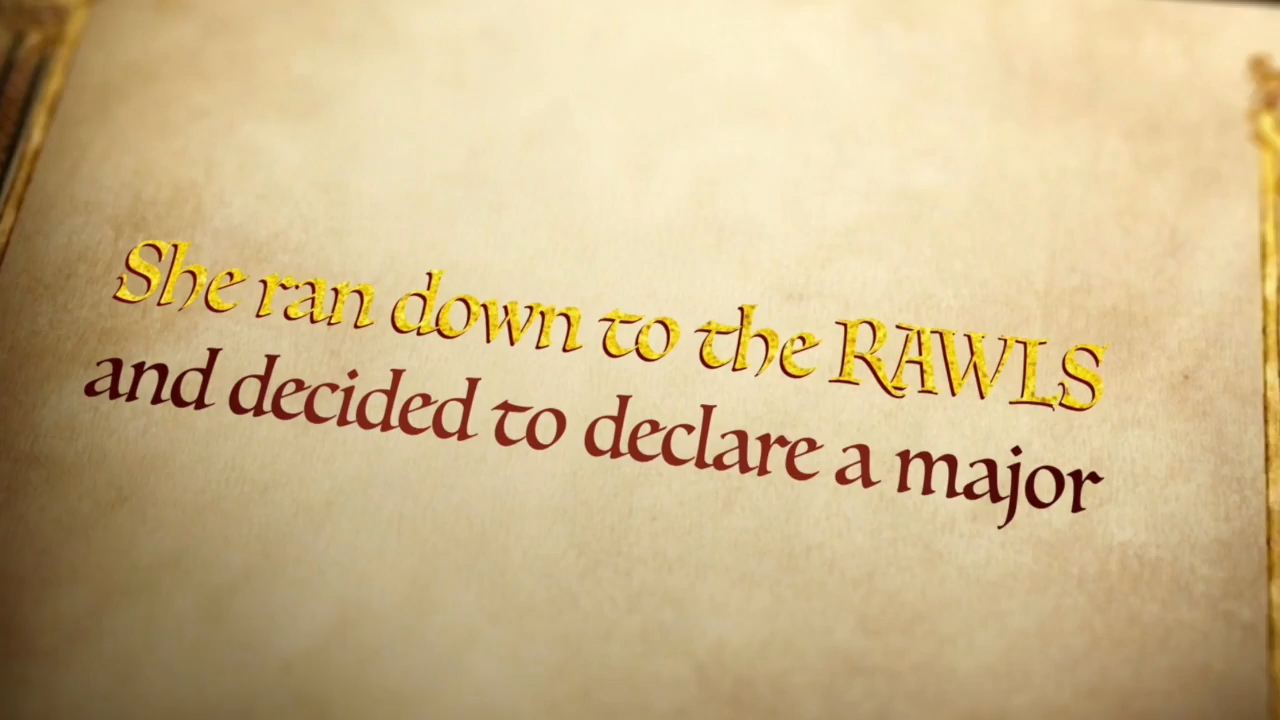 She ran down to the RAWLS
and decided to declare a major